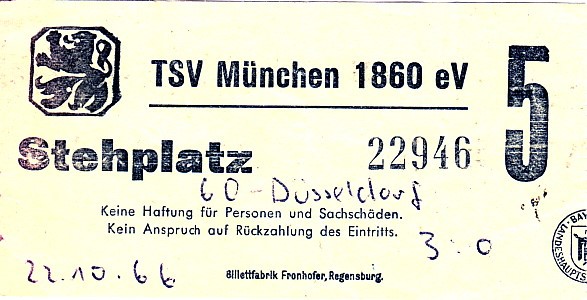 TSV München 1860 eV
5
Stehplatz 22946
60 - Düsseldorf
Keine Haftung für Personen und Sachschäden.
Kein Anspruch auf Rückzahlung des Eintritts.
3:0
22.10.66
Billettfabrik Fronhofer, Regensburg.